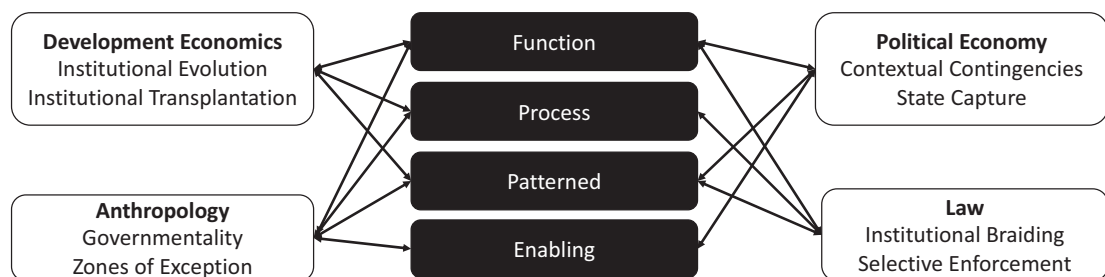 Development Economics
Institutional Evolution
Institutional Transplantation
Anthropology
Governmentality
Zones of Exception
Function
Process
Patterned
Enabling
Political Economy
Contextual Contingencies
State Capture
Law
Institutional Braiding
Selective Enforcement